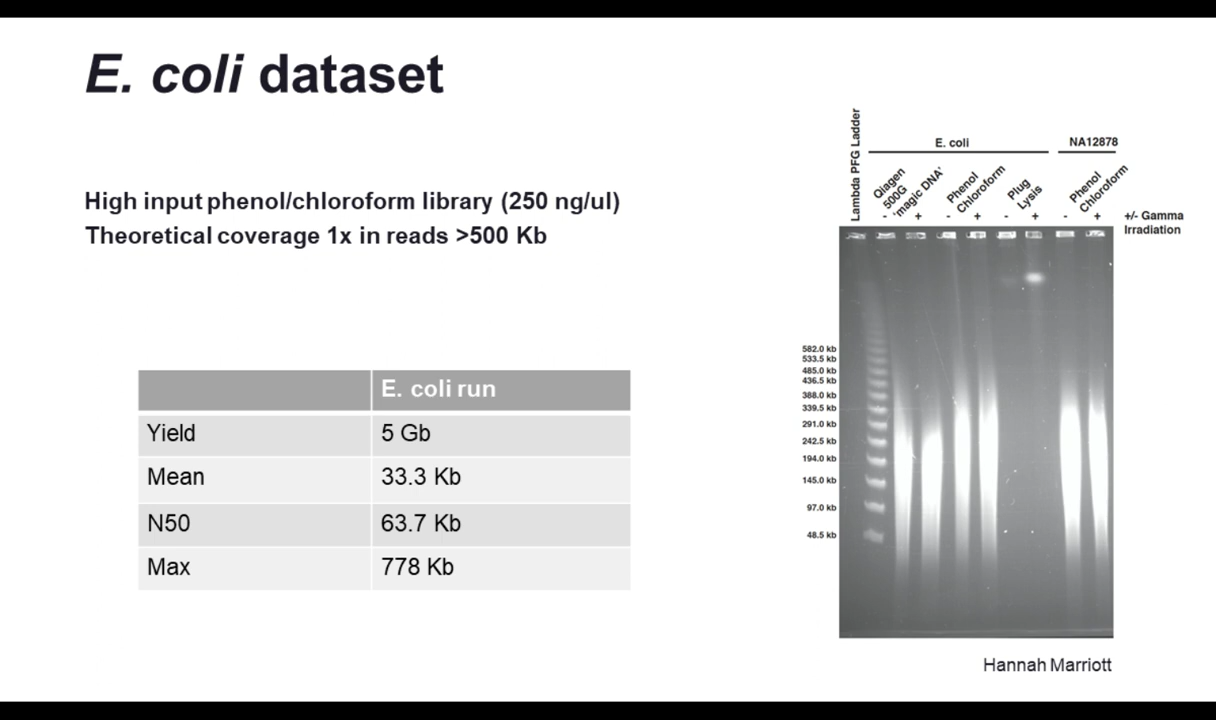 E. coli dataset
High input phenol/chloroform library (250 ng/ul)
Theoretical coverage 1x in reads >500 Kb
E. coli run
Yield 5 Gb
Mean 33.3 Kb
N50 63.7 Kb
Max 778 Kb
Lambda PFG Ladder
E. coli
NA12878
Qiagen
500G
'magic DNA'
Phenol
Chloroform
Plug
Lysis
Phenol
Chloroform
- + - + - + - + +/- Gamma
Irradiation
582.0 kb
533.5 kb
485.0 kb
436.5 kb
388.0 kb
339.5 kb
291.0 kb
242.5 kb
194.0 kb
145.0 kb
97.0 kb
48.5 kb
Hannah Marriott